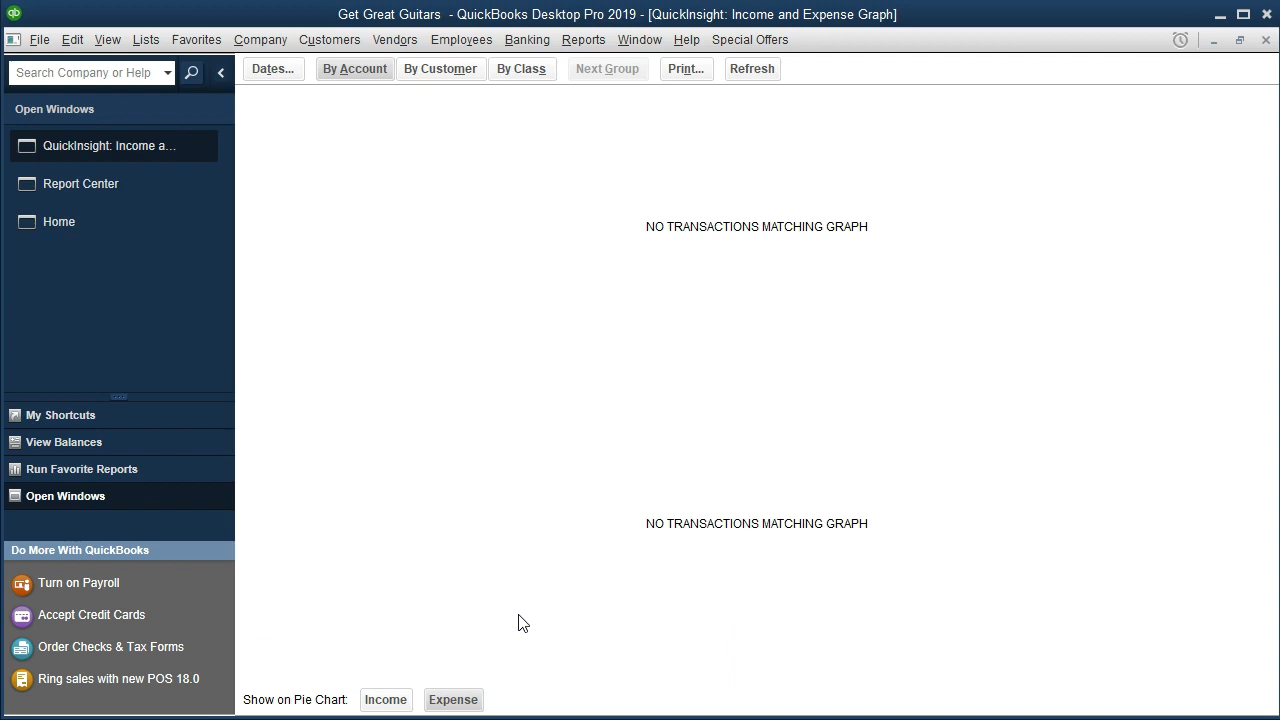 Get Great Guitars - QuickBooks Desktop Pro 2019 - [QuickInsight: Income and Expense Graph]
File Edit View Lists Favorites Company Customers Vendors Employees Banking Reports Window Help Special Offers
Search Company or Help
Dates... By Account By Customer By Class Next Group Print... Refresh
Open Windows
QuickInsight: Income a...
Report Center
Home
My Shortcuts
View Balances
Run Favorite Reports
Open Windows
Do More With QuickBooks
Turn on Payroll
Accept Credit Cards
Order Checks & Tax Forms
Ring sales with new POS 18.0
NO TRANSACTIONS MATCHING GRAPH
NO TRANSACTIONS MATCHING GRAPH
Show on Pie Chart: Income Expense